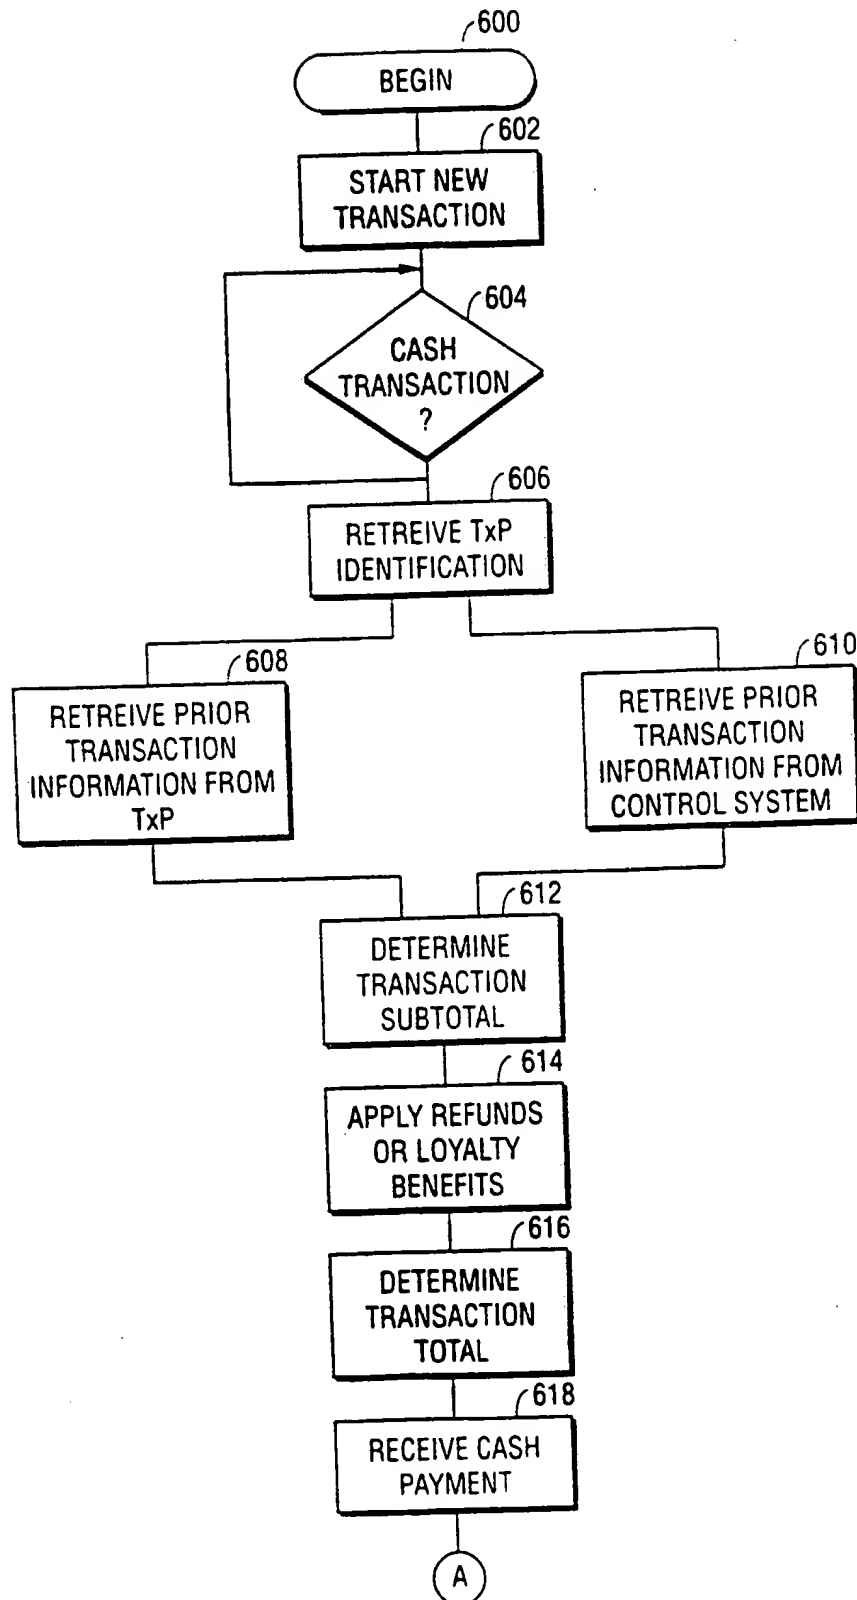 600
BEGIN
602
START NEW
TRANSACTION
604
CASH
TRANSACTION
?
606
RETREIVE TxP
IDENTIFICATION
608
RETREIVE PRIOR
TRANSACTION
INFORMATION FROM
TxP
610
RETREIVE PRIOR
TRANSACTION
INFORMATION FROM
CONTROL SYSTEM
612
DETERMINE
TRANSACTION
SUBTOTAL
614
APPLY REFUNDS
OR LOYALTY
BENEFITS
616
DETERMINE
TRANSACTION
TOTAL
618
RECEIVE CASH
PAYMENT
A